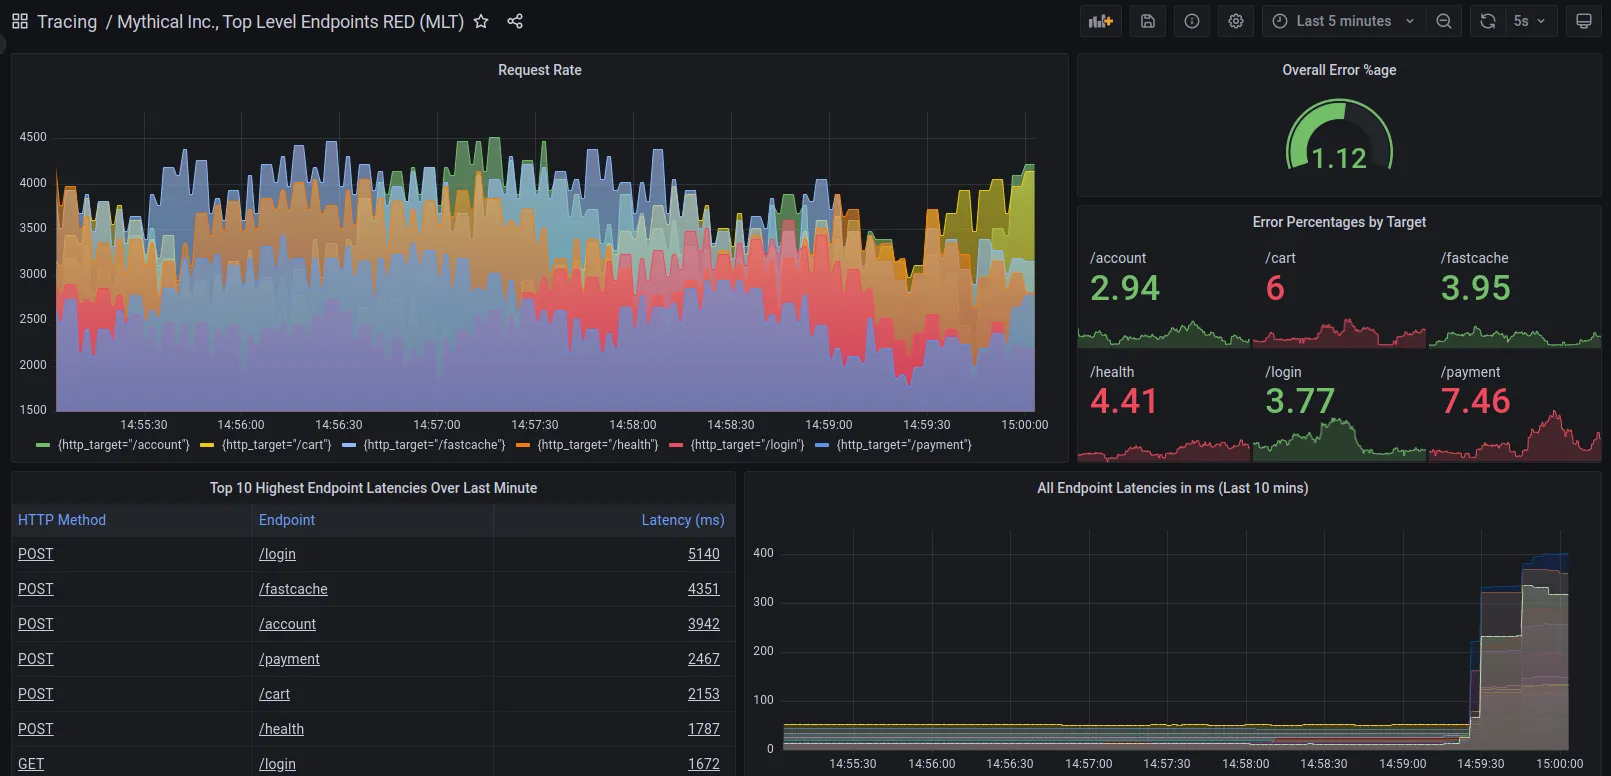 Tracing / Mythical Inc., Top Level Endpoints RED (MLT)
Last 5 minutes
5s
Request Rate
4500
4000
3500
3000
2500
2000
1500
14:55:30 14:56:00 14:56:30 14:57:00 14:57:30 14:58:00 14:58:30 14:59:00 14:59:30 15:00:00
{http_target="/account"} {http_target="/cart"} {http_target="/fastcache"} {http_target="/health"} {http_target="/login"} {http_target="/payment"}
Overall Error %age
1.12
Error Percentages by Target
/account /cart /fastcache
2.94 6 3.95
/health /login /payment
4.41 3.77 7.46
Top 10 Highest Endpoint Latencies Over Last Minute
HTTP Method Endpoint Latency (ms)
POST /login 5140
POST /fastcache 4351
POST /account 3942
POST /payment 2467
POST /cart 2153
POST /health 1787
GET /login 1672
All Endpoint Latencies in ms (Last 10 mins)
400
300
200
100
0
14:55:30 14:56:00 14:56:30 14:57:00 14:57:30 14:58:00 14:58:30 14:59:00 14:59:30 15:00:00